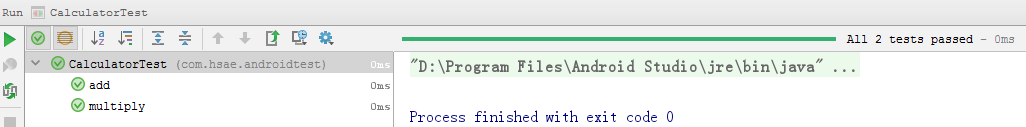 Run CalculatorTest
All 2 tests passed – 0ms
CalculatorTest (com.hsae.androidtest) 0ms
add 0ms
multiply 0ms
"D:\Program Files\Android Studio\jre\bin\java" ...
Process finished with exit code 0